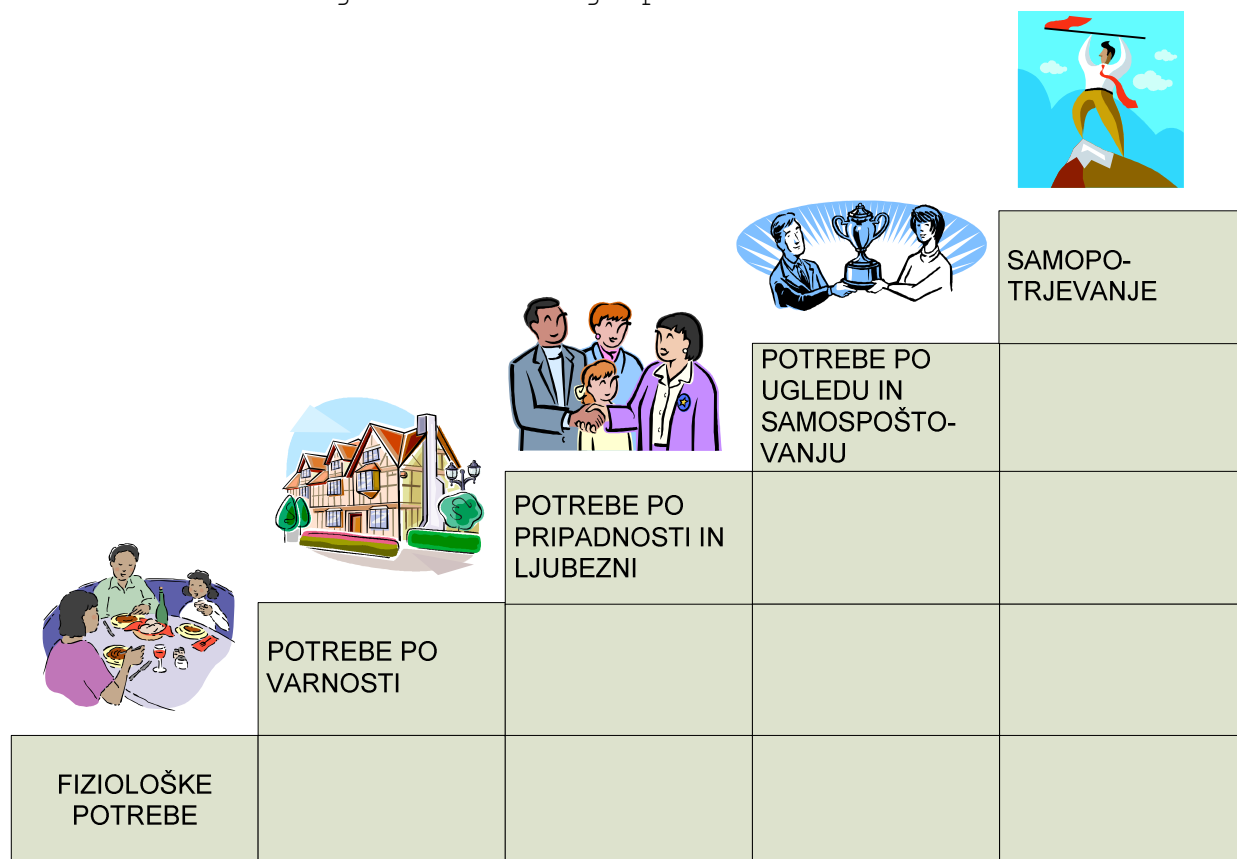 SAMOPO-
TRJEVANJE
POTREBE PO
UGLEDU IN
SAMOSPOŠTO-
VANJU
POTREBE PO
PRIPADNOSTI IN
LJUBEZNI
POTREBE PO
VARNOSTI
FIZIOLOŠKE
POTREBE